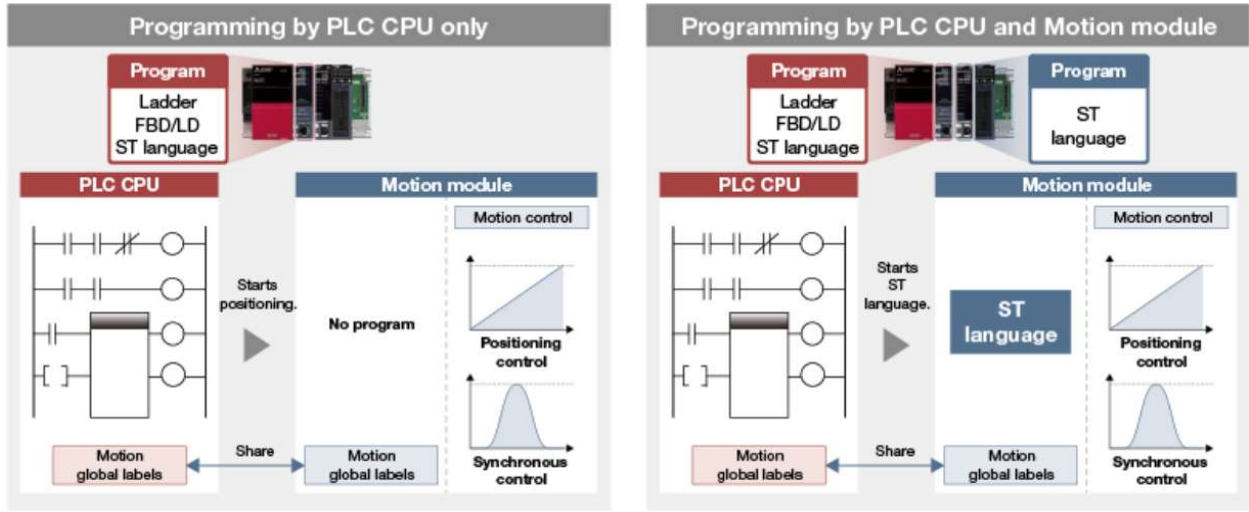 Programming by PLC CPU only
Program
Ladder
FBD/LD
ST language
PLC CPU
Motion module
Motion control
Starts
positioning.
No program
Positioning
control
Synchronous
control
Motion
global labels
Share
Motion
global labels
Programming by PLC CPU and Motion module
Program
Ladder
FBD/LD
ST language
Program
ST
language
PLC CPU
Motion module
Motion control
Starts
ST
language.
ST
language
Positioning
control
Synchronous
control
Motion
global labels
Share
Motion
global labels